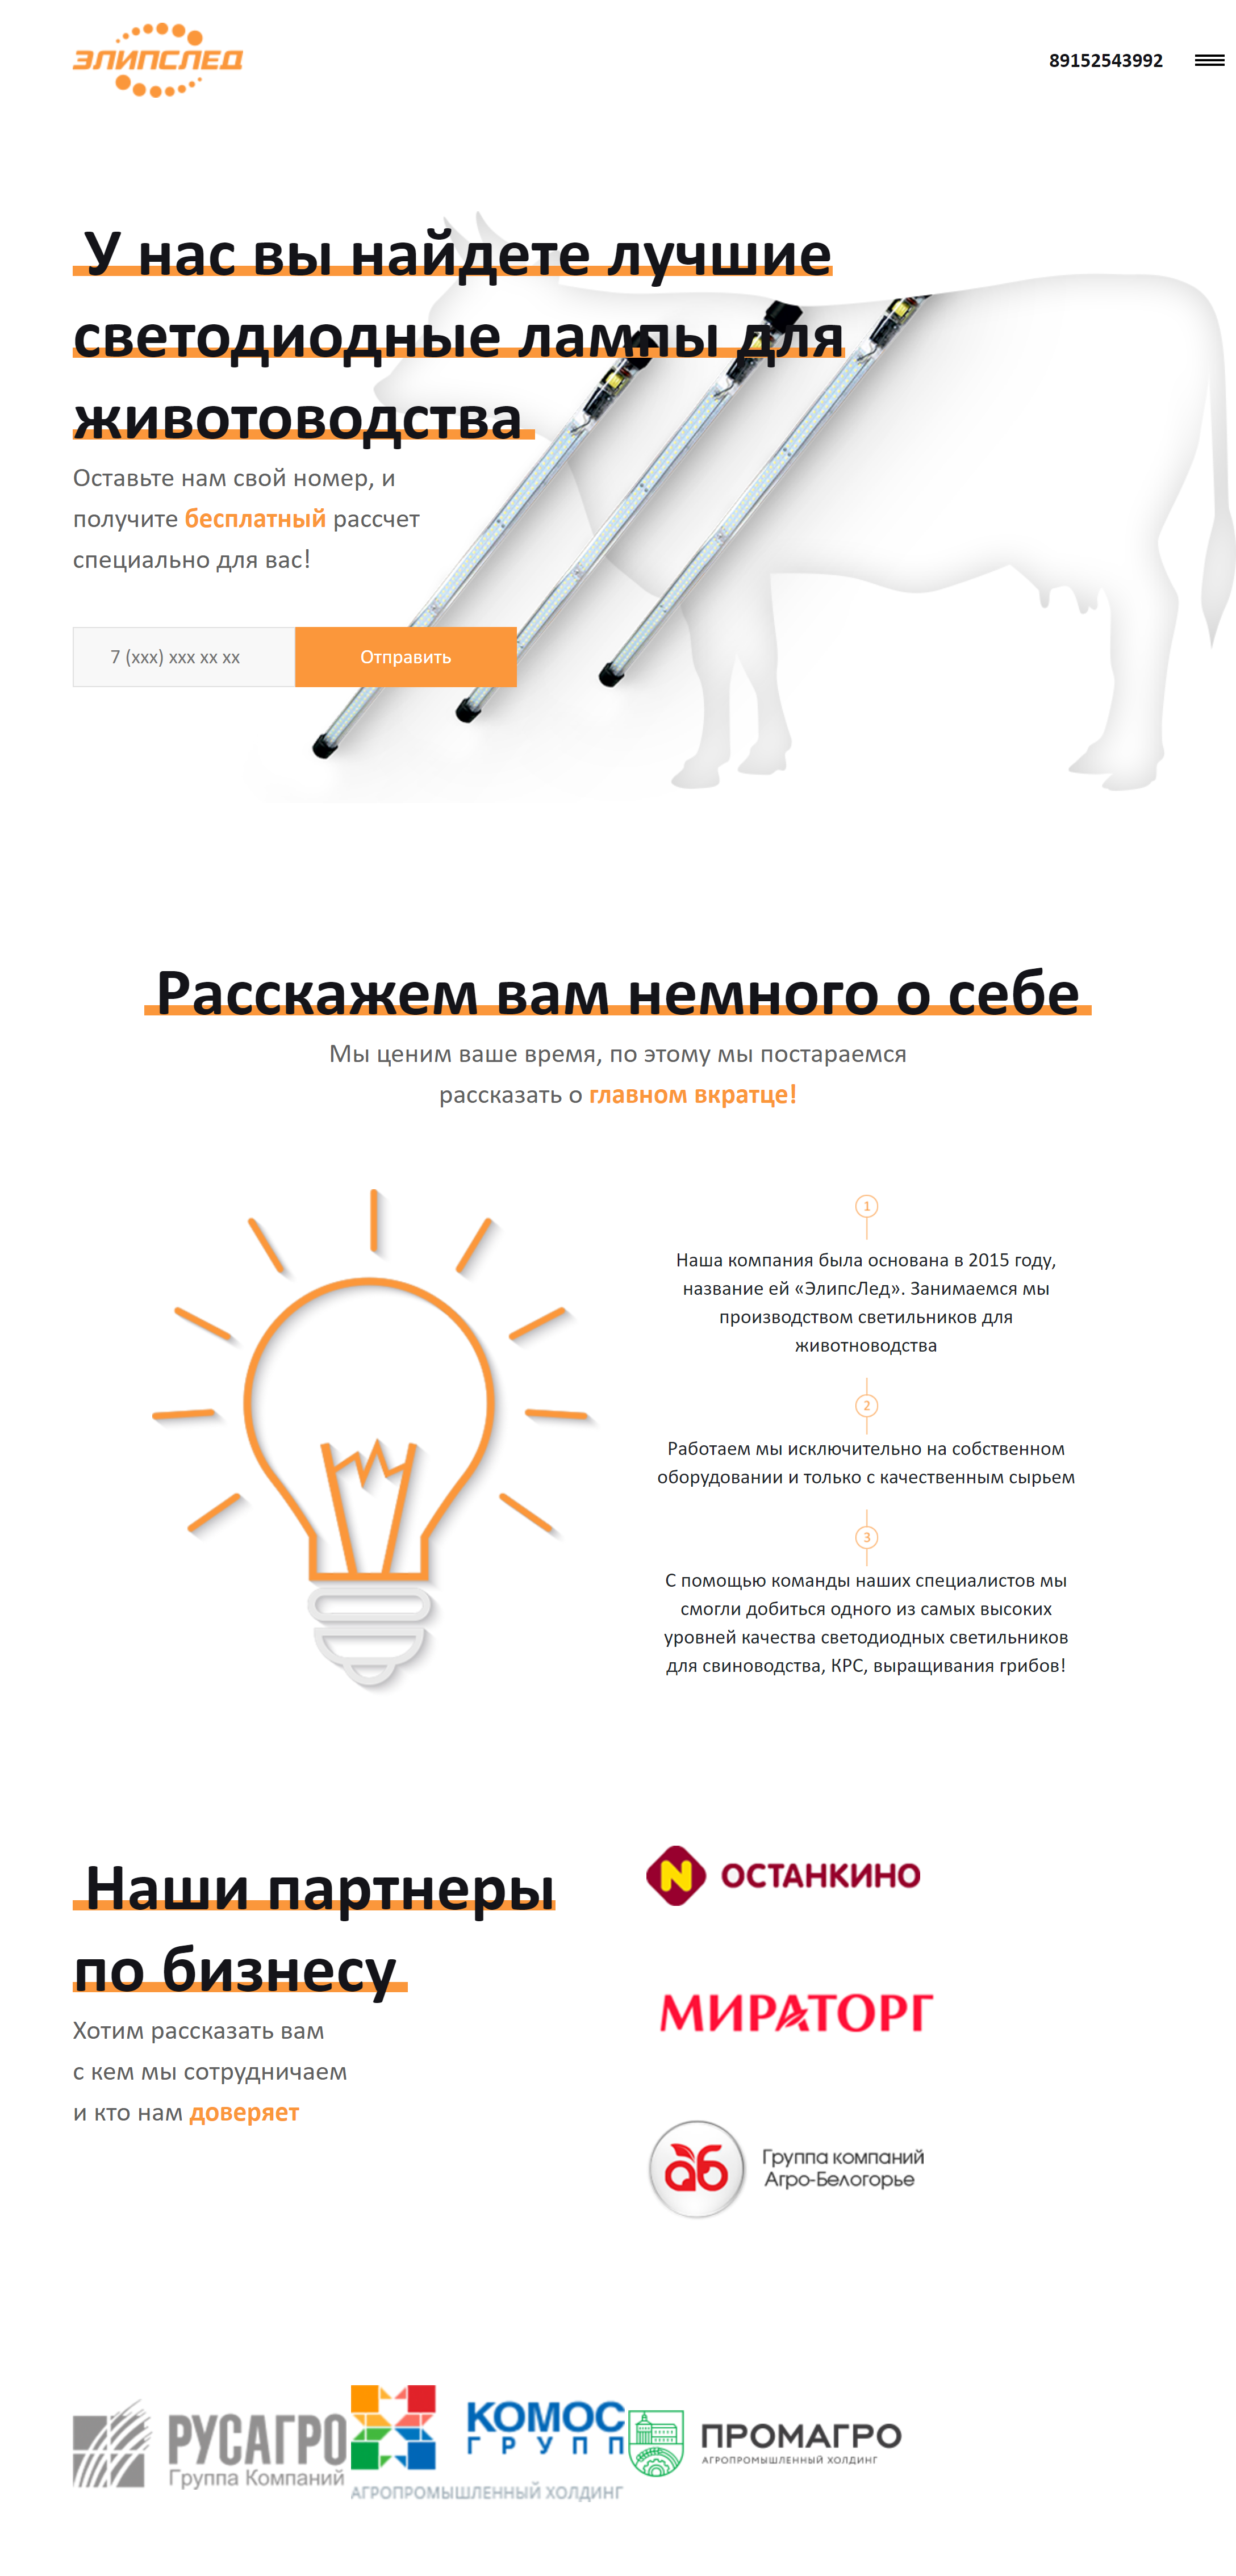 ЭЛИПСЛЕД
89152543992
У нас вы найдете лучшие
светодиодные лампы для
животоводства
Оставьте нам свой номер, и
получите бесплатный рассчет
специально для вас!
7 (xxx) xxx xx xx
Отправить
Расскажем вам немного о себе
Мы ценим ваше время, по этому мы постараемся
рассказать о главном вкратце!
1
Наша компания была основана в 2015 году,
название ей «ЭлипсЛед». Занимаемся мы
производством светильников для
животноводства
2
Работаем мы исключительно на собственном
оборудовании и только с качественным сырьем
3
С помощью команды наших специалистов мы
смогли добиться одного из самых высоких
уровней качества светодиодных светильников
для свиноводства, КРС, выращивания грибов!
Наши партнеры
по бизнесу
Хотим рассказать вам
с кем мы сотрудничаем
и кто нам доверяет
N ОСТАНКИНО
МИРАТОРГ
аб
Группа компаний
Агро-Белогорье
РУСАГРО
Группа Компаний
КОМОС
ГРУПП
АГРОПРОМЫШЛЕННЫЙ ХОЛДИНГ
ПРОМАГРО
АГРОПРОМЫШЛЕННЫЙ ХОЛДИНГ